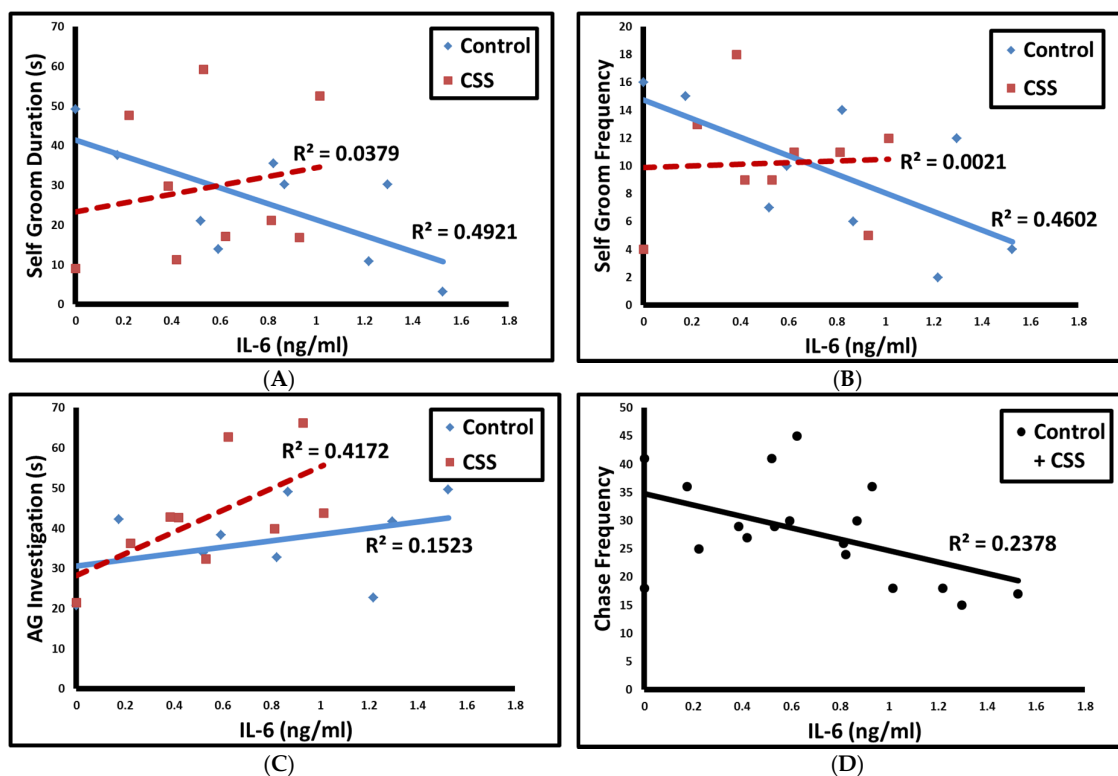 70
60
50
40
30
20
10
0
Self Groom Duration (s)
Control
CSS
R² = 0.0379
R² = 0.4921
0 0.2 0.4 0.6 0.8 1 1.2 1.4 1.6 1.8
IL-6 (ng/ml)
(A)
20
18
16
14
12
10
8
6
4
2
0
Self Groom Frequency
Control
CSS
R² = 0.0021
R² = 0.4602
0 0.2 0.4 0.6 0.8 1 1.2 1.4 1.6 1.8
IL-6 (ng/ml)
(B)
70
60
50
40
30
20
10
0
AG Investigation (s)
Control
CSS
R² = 0.4172
R² = 0.1523
0 0.2 0.4 0.6 0.8 1 1.2 1.4 1.6 1.8
IL-6 (ng/ml)
(C)
50
45
40
35
30
25
20
15
10
5
0
Chase Frequency
Control
+ CSS
R² = 0.2378
0 0.2 0.4 0.6 0.8 1 1.2 1.4 1.6 1.8
IL-6 (ng/ml)
(D)